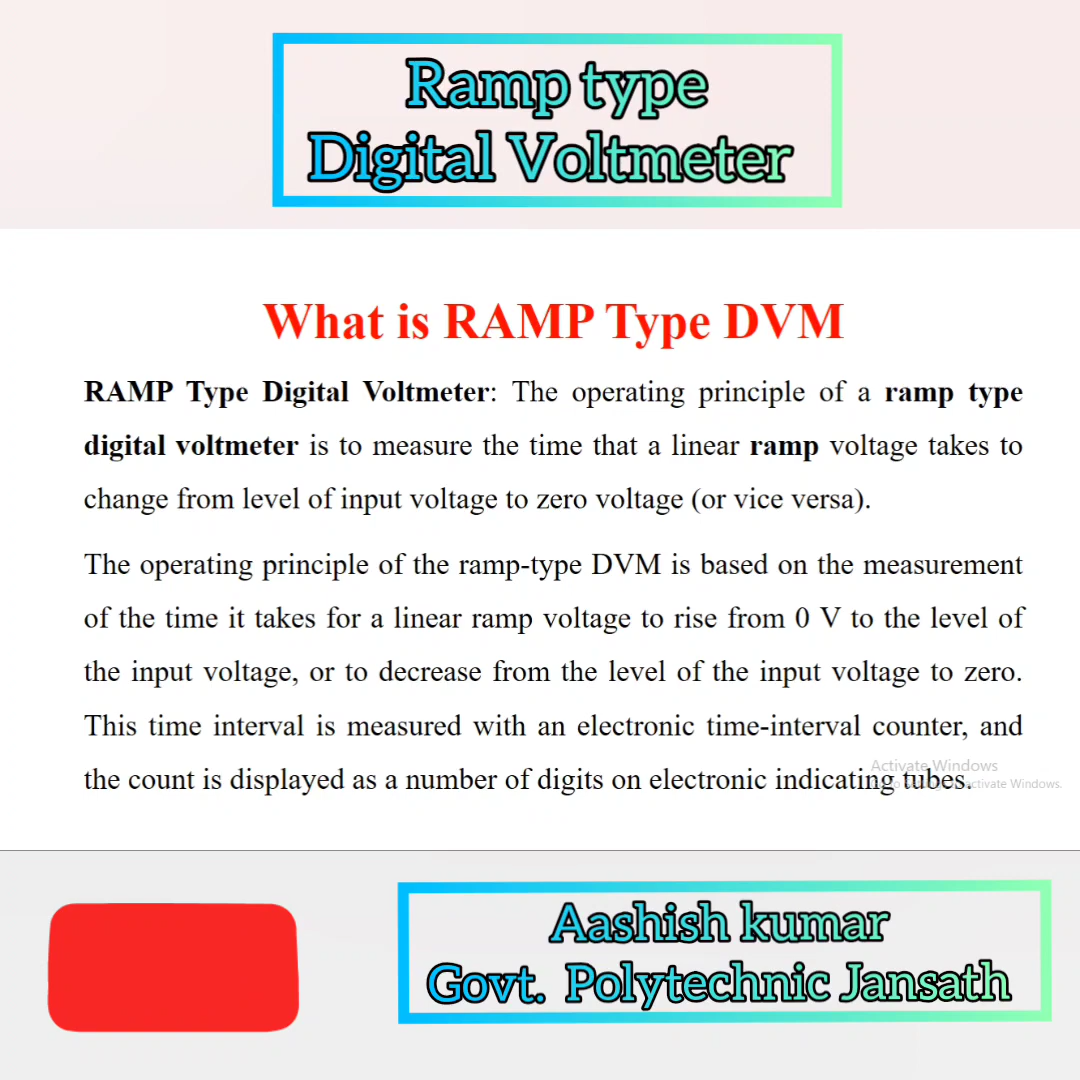 Ramp type
Digital Voltmeter
What is RAMP Type DVM
RAMP Type Digital Voltmeter: The operating principle of a ramp type
digital voltmeter is to measure the time that a linear ramp voltage takes to
change from level of input voltage to zero voltage (or vice versa).
The operating principle of the ramp-type DVM is based on the measurement
of the time it takes for a linear ramp voltage to rise from 0 V to the level of
the input voltage, or to decrease from the level of the input voltage to zero.
This time interval is measured with an electronic time-interval counter, and
Activate Windows
the count is displayed as a number of digits on electronic indicating tubes.
activate Windows.
Aashish kumar
Govt. Polytechnic Jansath